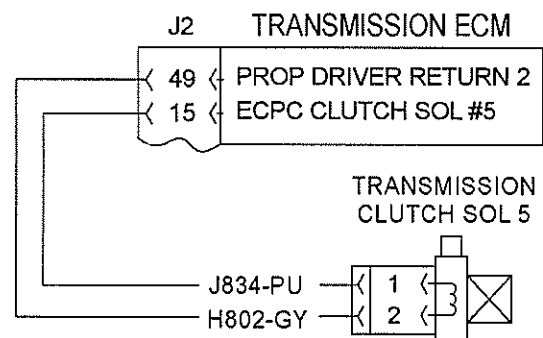 J2 TRANSMISSION ECM
49 PROP DRIVER RETURN 2
15 ECPC CLUTCH SOL #5
TRANSMISSION
CLUTCH SOL 5
J834-PU 1
H802-GY 2